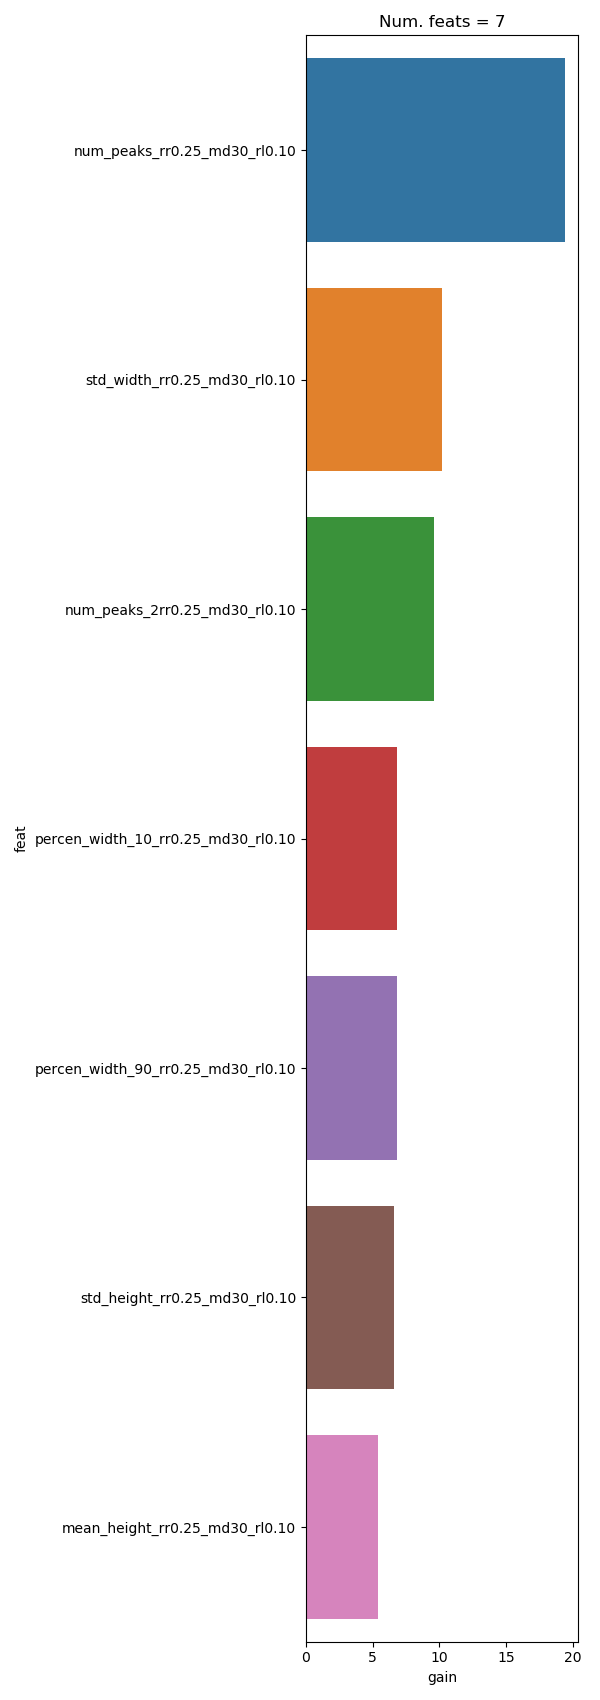 Num. feats = 7
num_peaks_rr0.25_md30_rl0.10
std_width_rr0.25_md30_rl0.10
num_peaks_2rr0.25_md30_rl0.10
feat
percen_width_10_rr0.25_md30_rl0.10
percen_width_90_rr0.25_md30_rl0.10
std_height_rr0.25_md30_rl0.10
mean_height_rr0.25_md30_rl0.10
0 5 10 15 20
gain